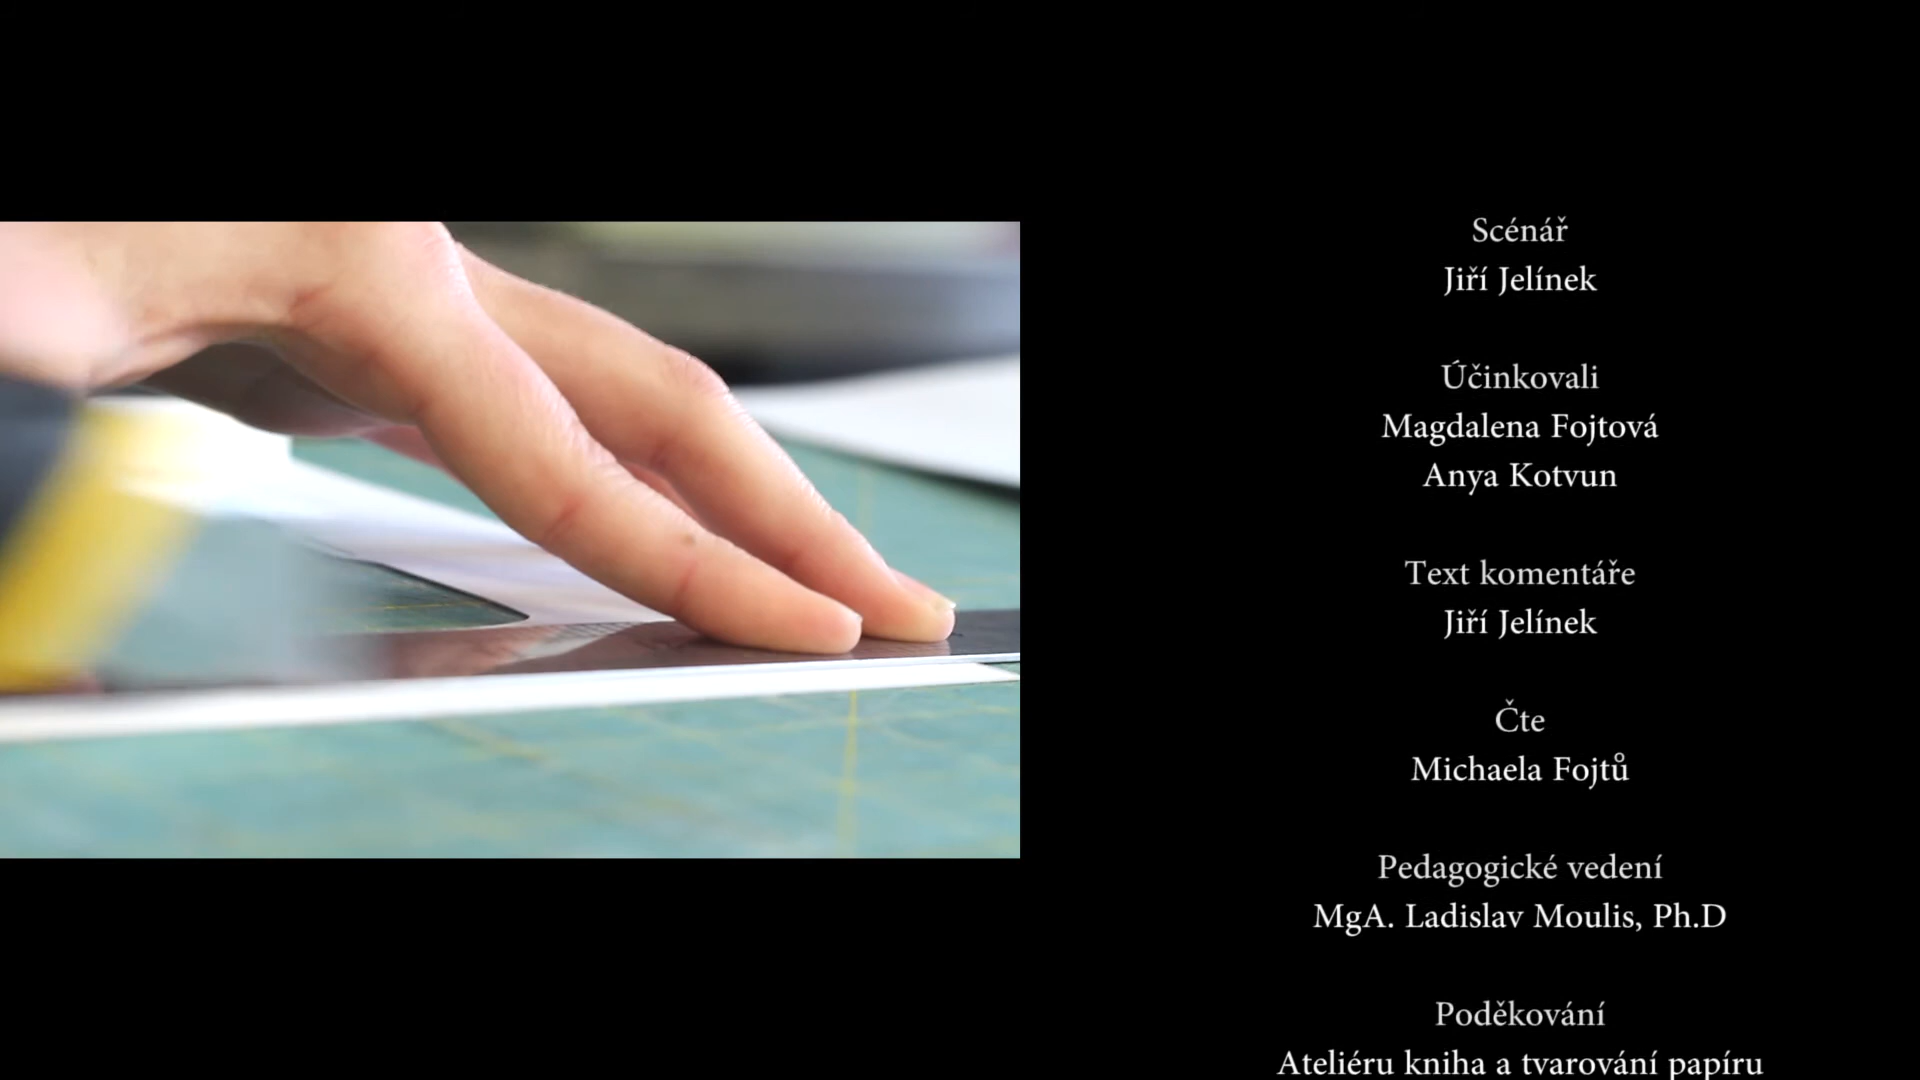 Scénář
Jiří Jelínek
Účinkovali
Magdalena Fojtová
Anya Kotvun
Text komentáře
Jiří Jelínek
Čte
Michaela Fojtů
Pedagogické vedení
MgA. Ladislav Moulis, Ph.D
Poděkování
Ateliéru kniha a tvarování papíru